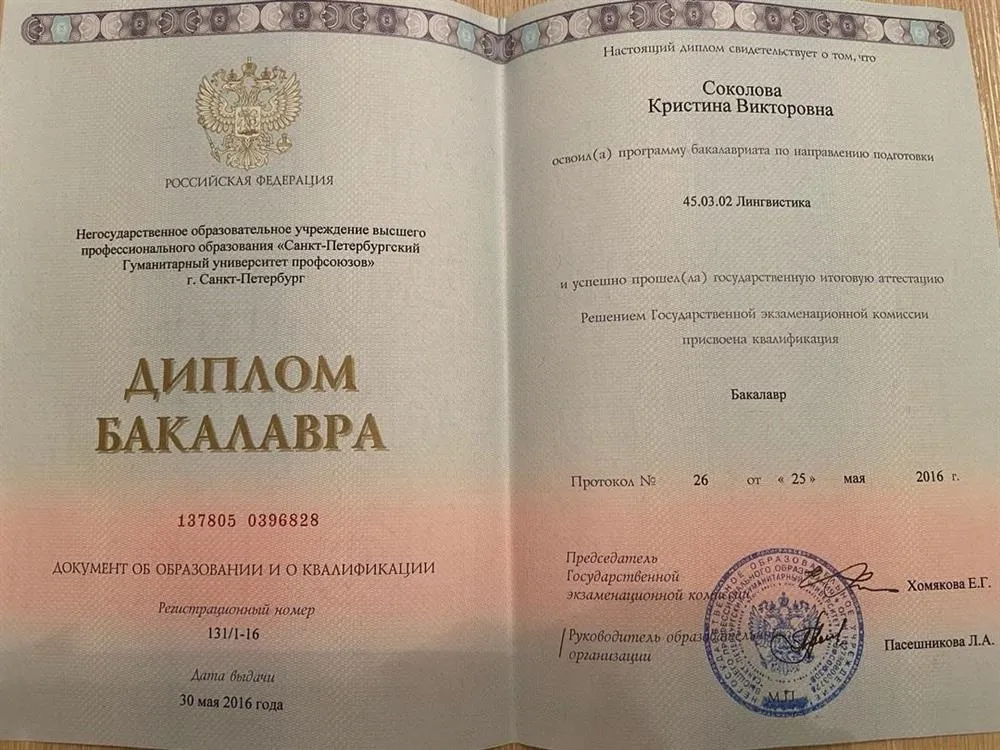 РОССИЙСКАЯ ФЕДЕРАЦИЯ
Негосударственное образовательное учреждение высшего
профессионального образования «Санкт-Петербургский
Гуманитарный университет профсоюзов»
г. Санкт-Петербург
ДИПЛОМ
БАКАЛАВРА
137805 0396828
ДОКУМЕНТ ОБ ОБРАЗОВАНИИ И О КВАЛИФИКАЦИИ
Регистрационный номер
131/1-16
Дата выдачи
30 мая 2016 года
Настоящий диплом свидетельствует о том, что
Соколова
Кристина Викторовна
освоил(а) программу бакалавриата по направлению подготовки
45.03.02 Лингвистика
и успешно прошел(ла) государственную итоговую аттестацию
Решением Государственной экзаменационной комиссии
присвоена квалификация
Бакалавр
Протокол № 26 от « 25 » мая 2016 г.
Председатель
Государственной
экзаменационной комиссии
Хомякова Е.Г.
Руководитель образовательной
организации
Пасешникова Л.А.
М.П.